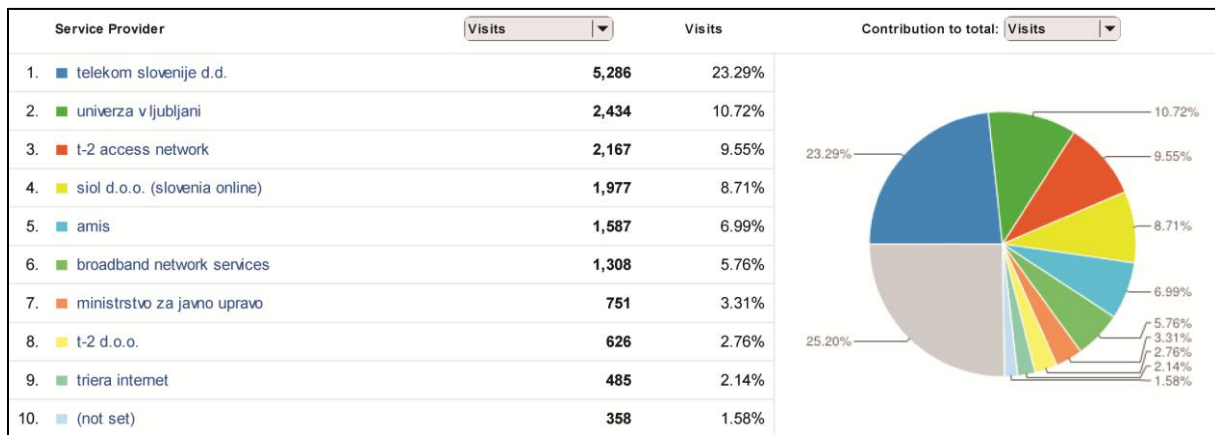 Service Provider Visits Visits Contribution to total: Visits
1. telekom slovenije d.d. 5,286 23.29%
2. univerza v ljubljani 2,434 10.72%
3. t-2 access network 2,167 9.55%
4. siol d.o.o. (slovenia online) 1,977 8.71%
5. amis 1,587 6.99%
6. broadband network services 1,308 5.76%
7. ministrstvo za javno upravo 751 3.31%
8. t-2 d.o.o. 626 2.76%
9. triera internet 485 2.14%
10. (not set) 358 1.58%
10.72%
23.29%
9.55%
8.71%
6.99%
5.76%
3.31%
25.20%
2.76%
2.14%
1.58%